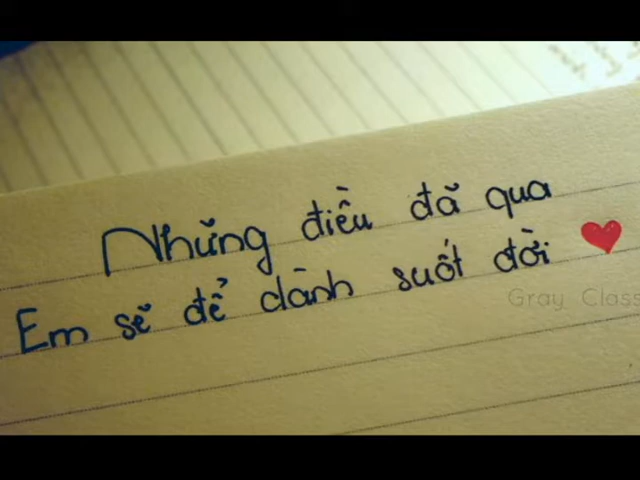 Những điều đã qua
Em sẽ để dành suốt đời
Gray Class